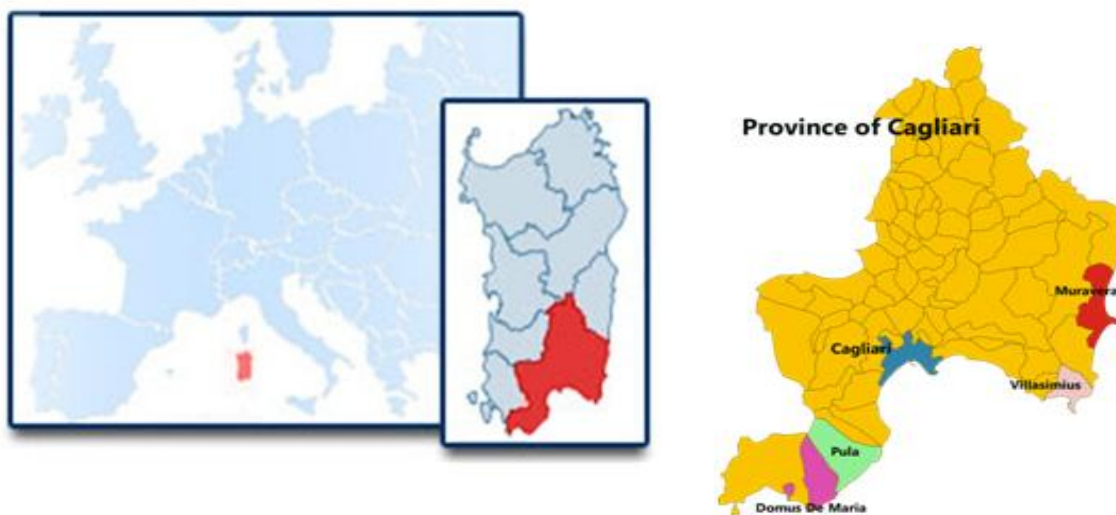 Province of Cagliari
Muravera
Cagliari
Villasimius
Pula
Domus De Maria